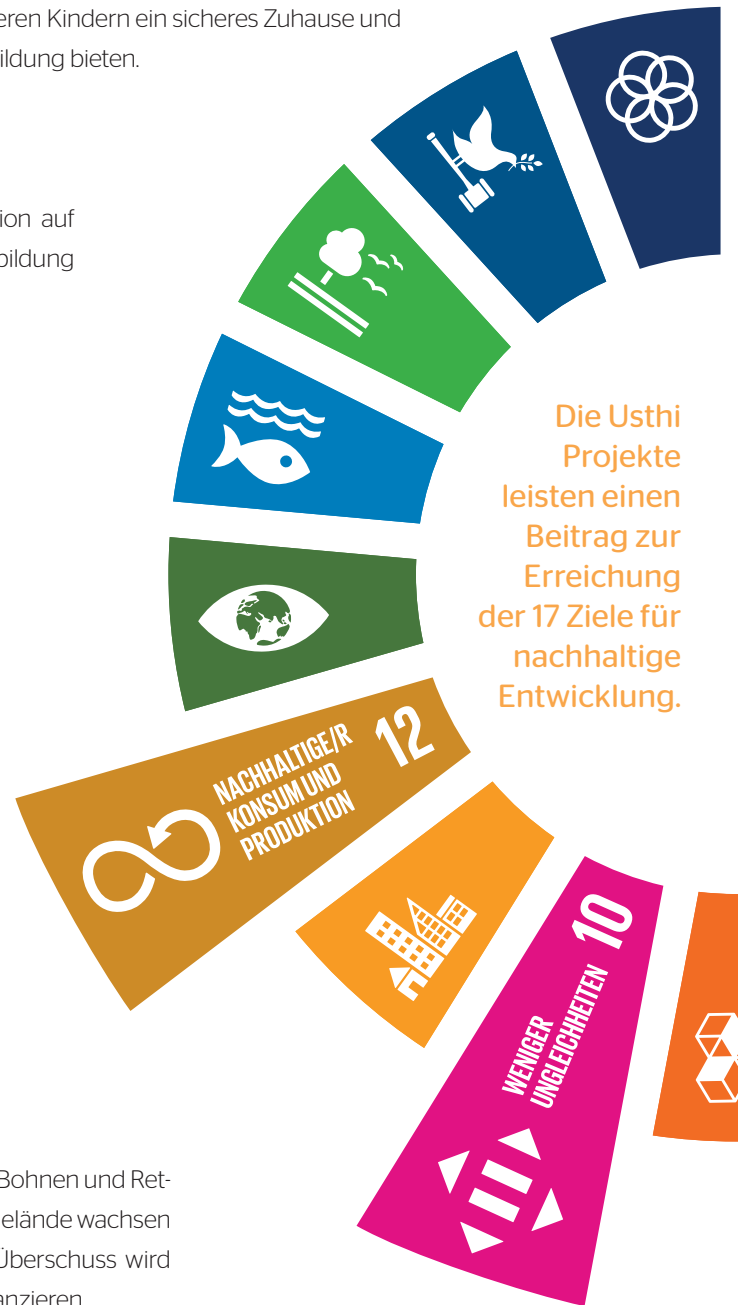 eren Kindern ein sicheres Zuhause und
ildung bieten.
ion auf
bildung
Die Usthi
Projekte
leisten einen
Beitrag zur
Erreichung
der 17 Ziele für
nachhaltige
Entwicklung.
NACHHALTIGE/R
KONSUM UND
PRODUKTION
12
WENIGER
UNGLEICHHEITEN
10
Bohnen und Ret-
elände wachsen
Überschuss wird
anzieren.